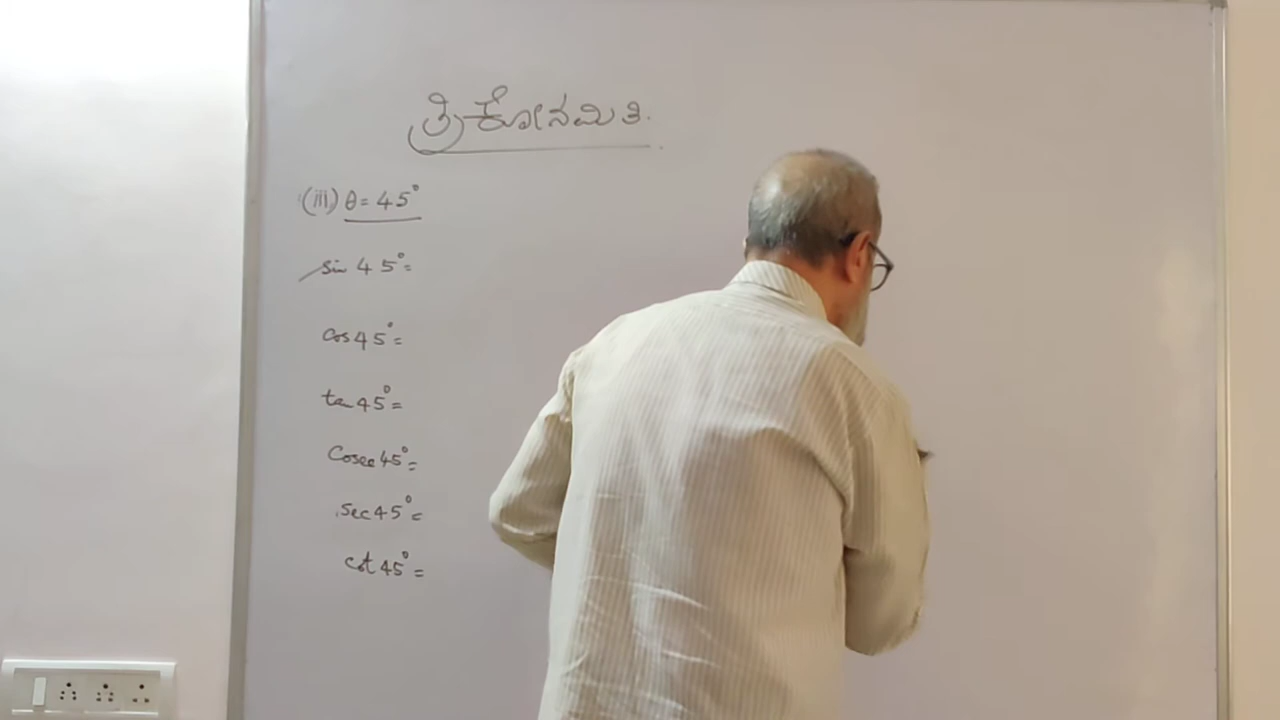 ತ್ರಿಕೋನಮಿತಿ.
(iii) θ = 45°
sin 45° =
cos 45° =
tan 45° =
Cosec 45° =
sec 45° =
cot 45° =